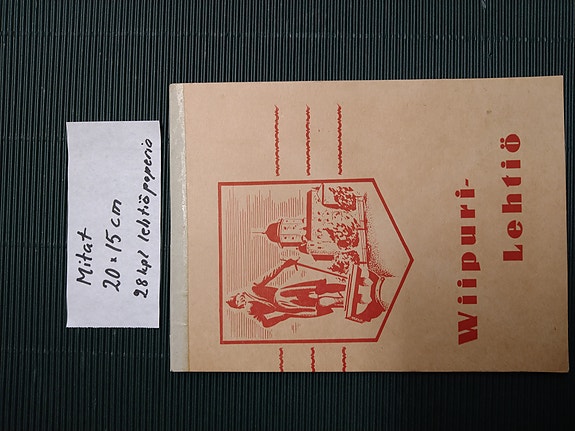 Mitat
20 × 15 cm
28 kpl lehtiöpaperia
Wiipuri-
Lehtiö